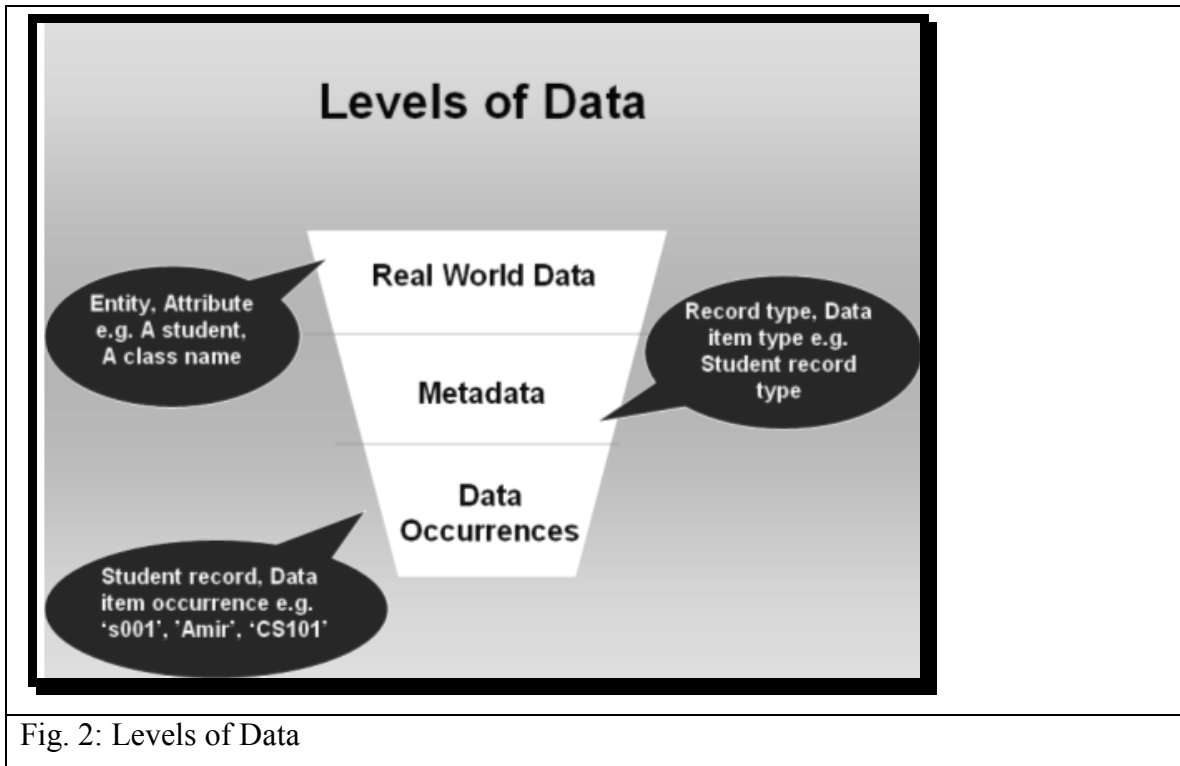 Levels of Data
Real World Data
Entity, Attribute
e.g. A student,
A class name
Record type, Data
item type e.g.
Student record
type
Metadata
Data
Occurrences
Student record, Data
item occurrence e.g.
‘s001’, ’Amir’, ‘CS101’
Fig. 2: Levels of Data